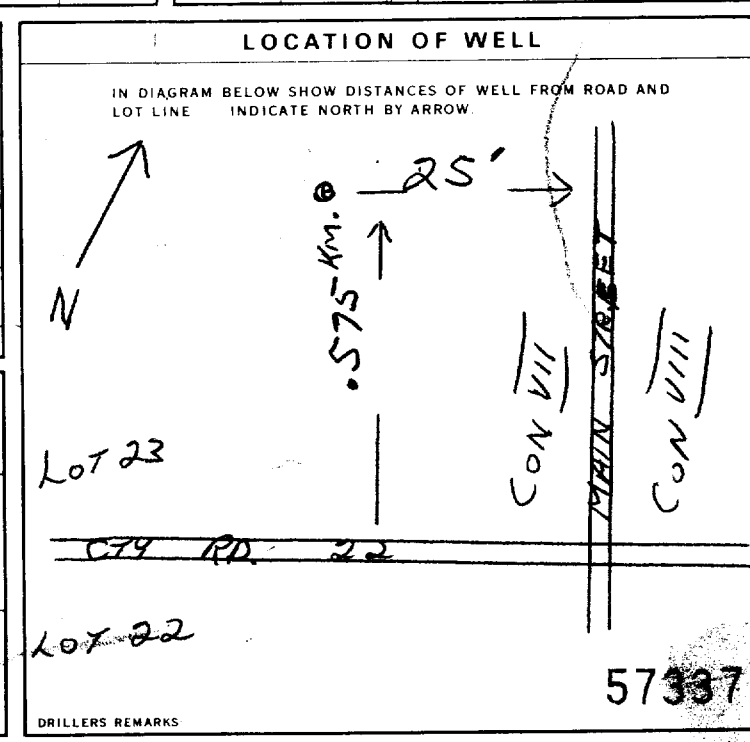 LOCATION OF WELL
IN DIAGRAM BELOW SHOW DISTANCES OF WELL FROM ROAD AND
LOT LINE INDICATE NORTH BY ARROW.
N
25'
.575 KM.
CON VII
MAIN STREET
CON VIII
LOT 23
CTY RD. 22
LOT 22
57337
DRILLERS REMARKS